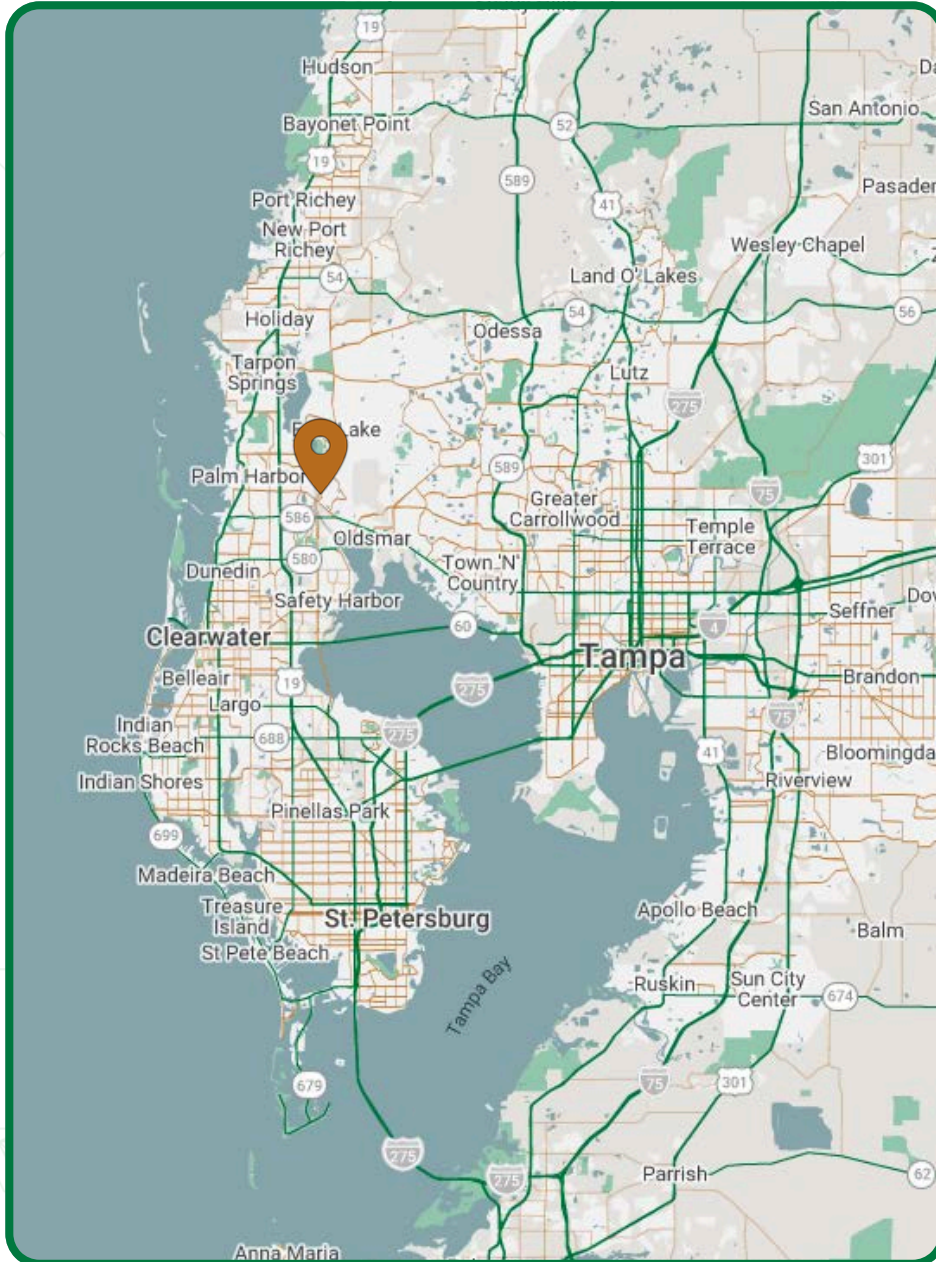 19
Hudson
San Antonio
Bayonet Point
52
19
589
41
Port Richey
New Port
Richey
Wesley Chapel
54
Land O' Lakes
Holiday
54
56
Odessa
Tarpon
Springs
Lutz
275
Lake
589
301
Palm Harbor
75
586
Greater
Carrollwood
Oldsmar
Temple
Terrace
580
Dunedin
Town 'N'
Country
Safety Harbor
Seffner
60
4
Clearwater
Tampa
Belleair
19
275
Brandon
Largo
75
Indian
Rocks Beach
688
275
41
Bloomingda
Indian Shores
Riverview
Pinellas Park
699
Madeira Beach
Treasure
Island
St. Petersburg
Apollo Beach
St Pete Beach
Balm
Tampa Bay
Ruskin
Sun City
Center
674
679
75
301
275
275
Parrish
62
Anna Maria